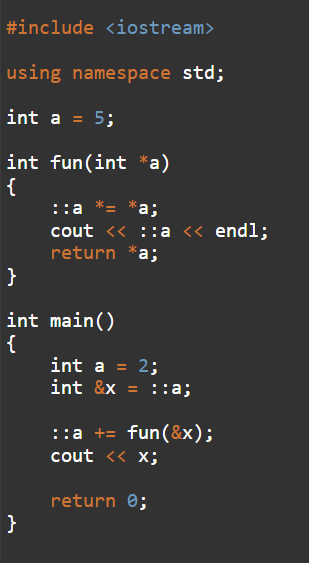 #include <iostream>
using namespace std;
int a = 5;
int fun(int *a)
{
::a *= *a;
cout << ::a << endl;
return *a;
}
int main()
{
int a = 2;
int &x = ::a;
::a += fun(&x);
cout << x;
return 0;
}